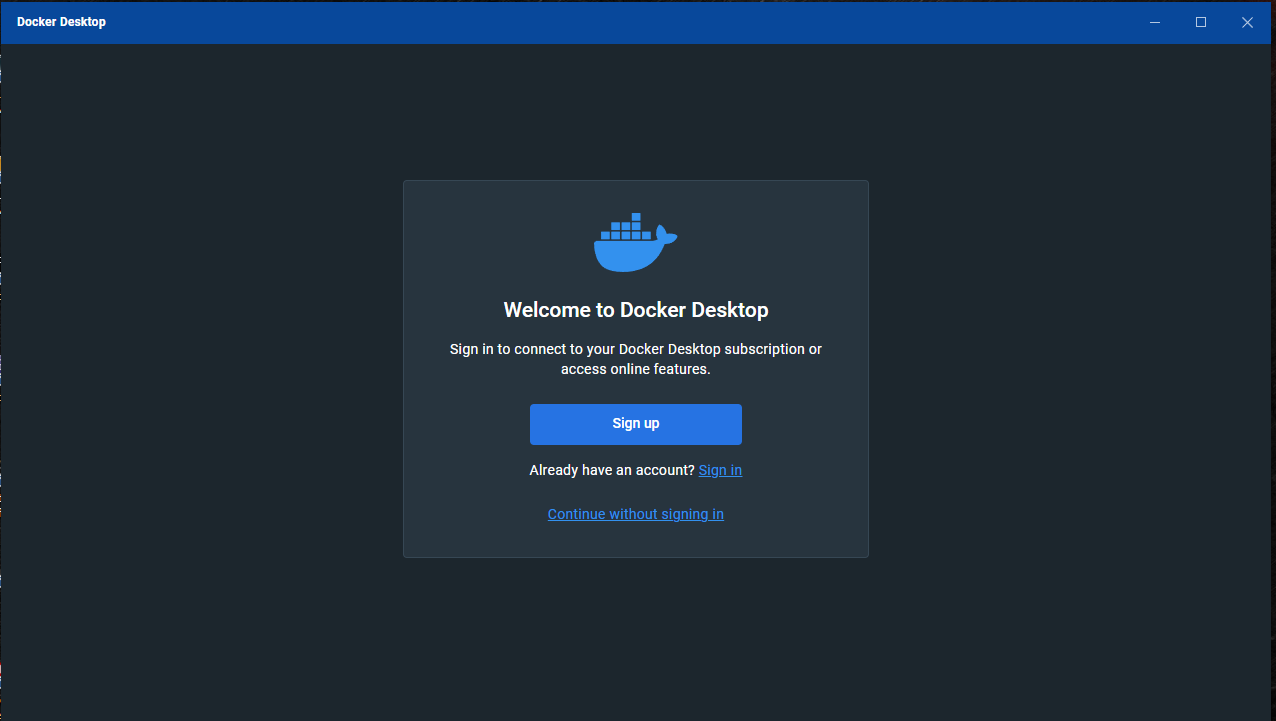 Docker Desktop
Welcome to Docker Desktop
Sign in to connect to your Docker Desktop subscription or
access online features.
Sign up
Already have an account? Sign in
Continue without signing in